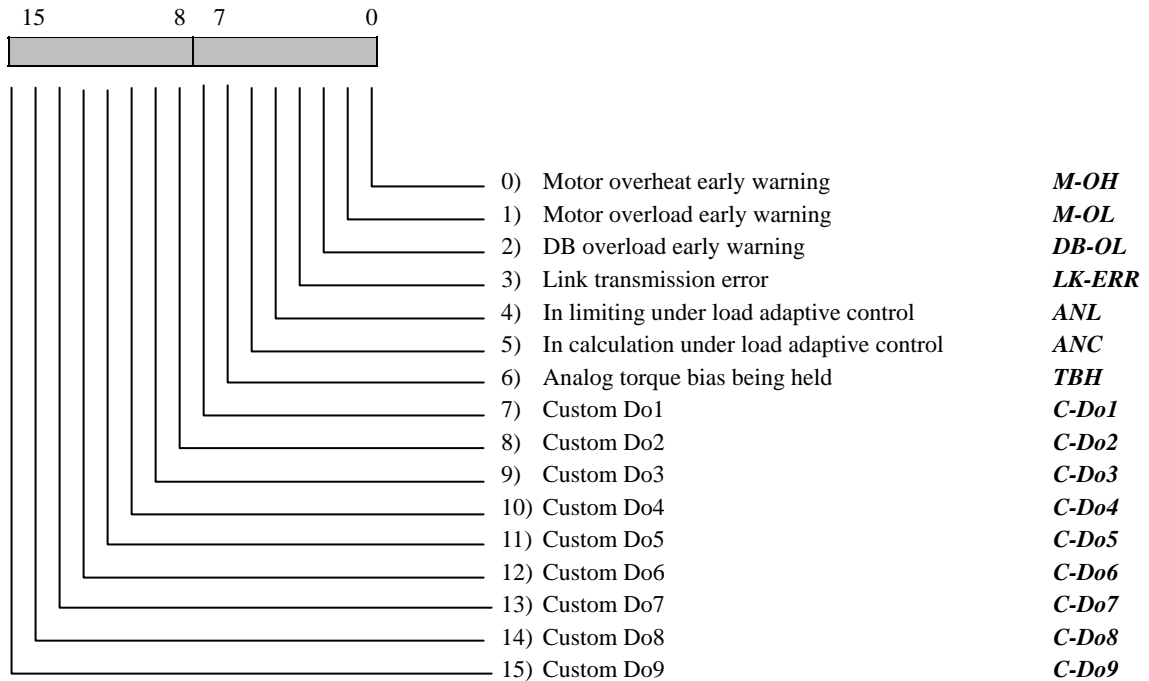 15 8 7 0
0) Motor overheat early warning M-OH
1) Motor overload early warning M-OL
2) DB overload early warning DB-OL
3) Link transmission error LK-ERR
4) In limiting under load adaptive control ANL
5) In calculation under load adaptive control ANC
6) Analog torque bias being held TBH
7) Custom Do1 C-Do1
8) Custom Do2 C-Do2
9) Custom Do3 C-Do3
10) Custom Do4 C-Do4
11) Custom Do5 C-Do5
12) Custom Do6 C-Do6
13) Custom Do7 C-Do7
14) Custom Do8 C-Do8
15) Custom Do9 C-Do9